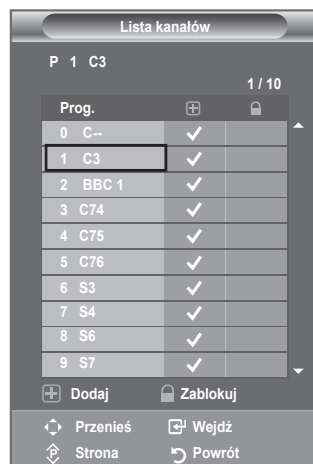 Lista kanałów
P 1 C3
1 / 10
Prog.
0 C--
1 C3
2 BBC 1
3 C74
4 C75
5 C76
6 S3
7 S4
8 S6
9 S7
Dodaj Zablokuj
Przenieś Wejdź
P Strona Powrót